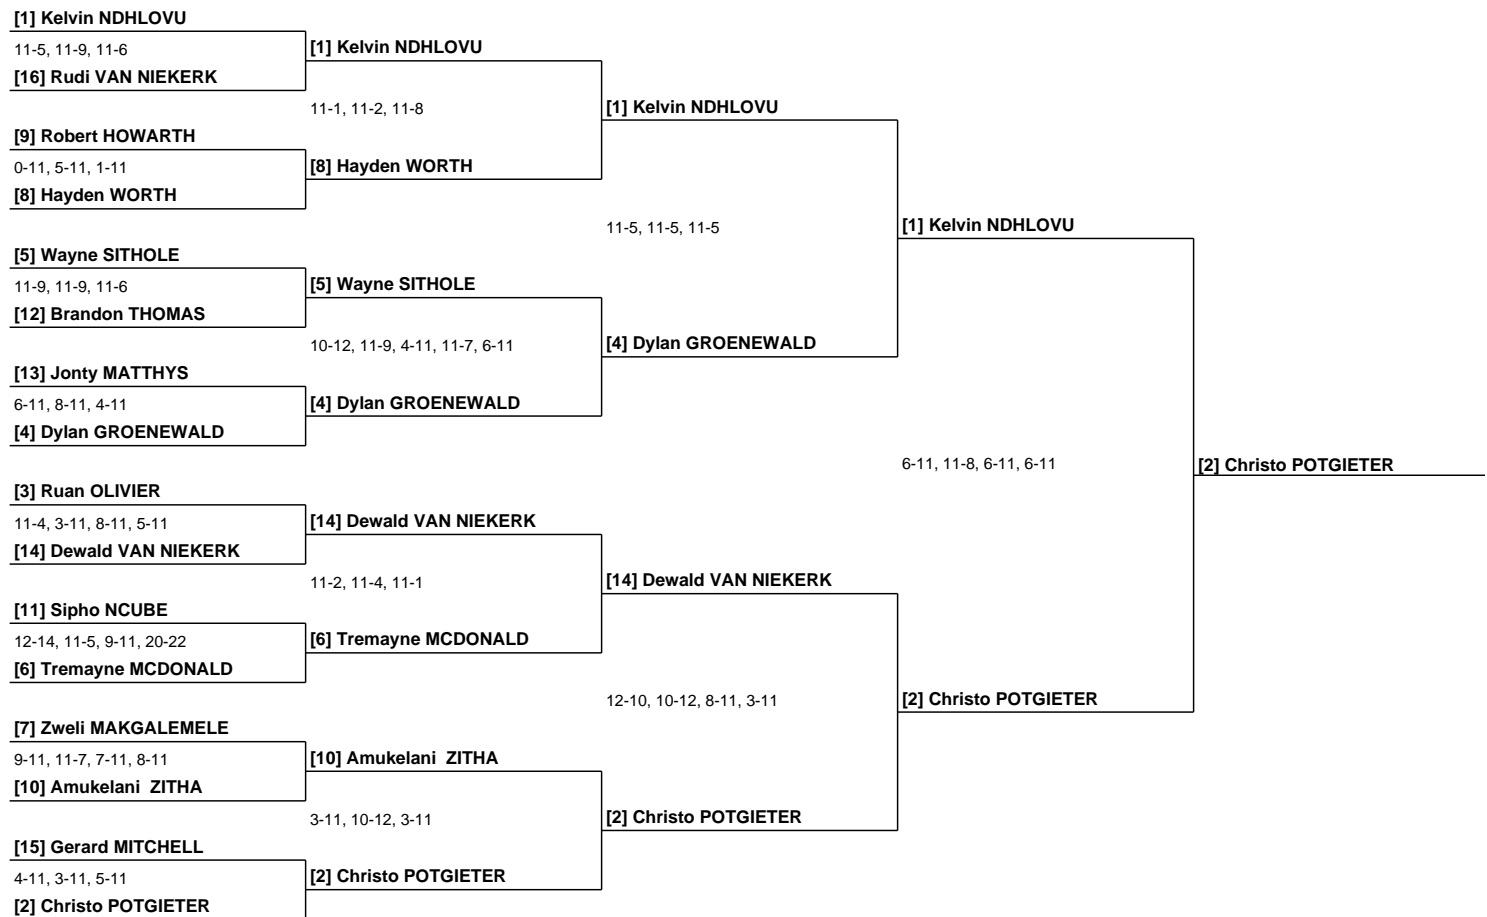 [1] Kelvin NDHLOVU
11-5, 11-9, 11-6
[16] Rudi VAN NIEKERK
[9] Robert HOWARTH
0-11, 5-11, 1-11
[8] Hayden WORTH
[5] Wayne SITHOLE
11-9, 11-9, 11-6
[12] Brandon THOMAS
[13] Jonty MATTHYS
6-11, 8-11, 4-11
[4] Dylan GROENEWALD
[3] Ruan OLIVIER
11-4, 3-11, 8-11, 5-11
[14] Dewald VAN NIEKERK
[11] Sipho NCUBE
12-14, 11-5, 9-11, 20-22
[6] Tremayne MCDONALD
[7] Zweli MAKGALEMELE
9-11, 11-7, 7-11, 8-11
[10] Amukelani  ZITHA
[15] Gerard MITCHELL
4-11, 3-11, 5-11
[2] Christo POTGIETER
[1] Kelvin NDHLOVU
11-1, 11-2, 11-8
[8] Hayden WORTH
[5] Wayne SITHOLE
10-12, 11-9, 4-11, 11-7, 6-11
[4] Dylan GROENEWALD
[14] Dewald VAN NIEKERK
11-2, 11-4, 11-1
[6] Tremayne MCDONALD
[10] Amukelani  ZITHA
3-11, 10-12, 3-11
[2] Christo POTGIETER
[1] Kelvin NDHLOVU
11-5, 11-5, 11-5
[4] Dylan GROENEWALD
[14] Dewald VAN NIEKERK
12-10, 10-12, 8-11, 3-11
[2] Christo POTGIETER
[1] Kelvin NDHLOVU
6-11, 11-8, 6-11, 6-11
[2] Christo POTGIETER
[2] Christo POTGIETER